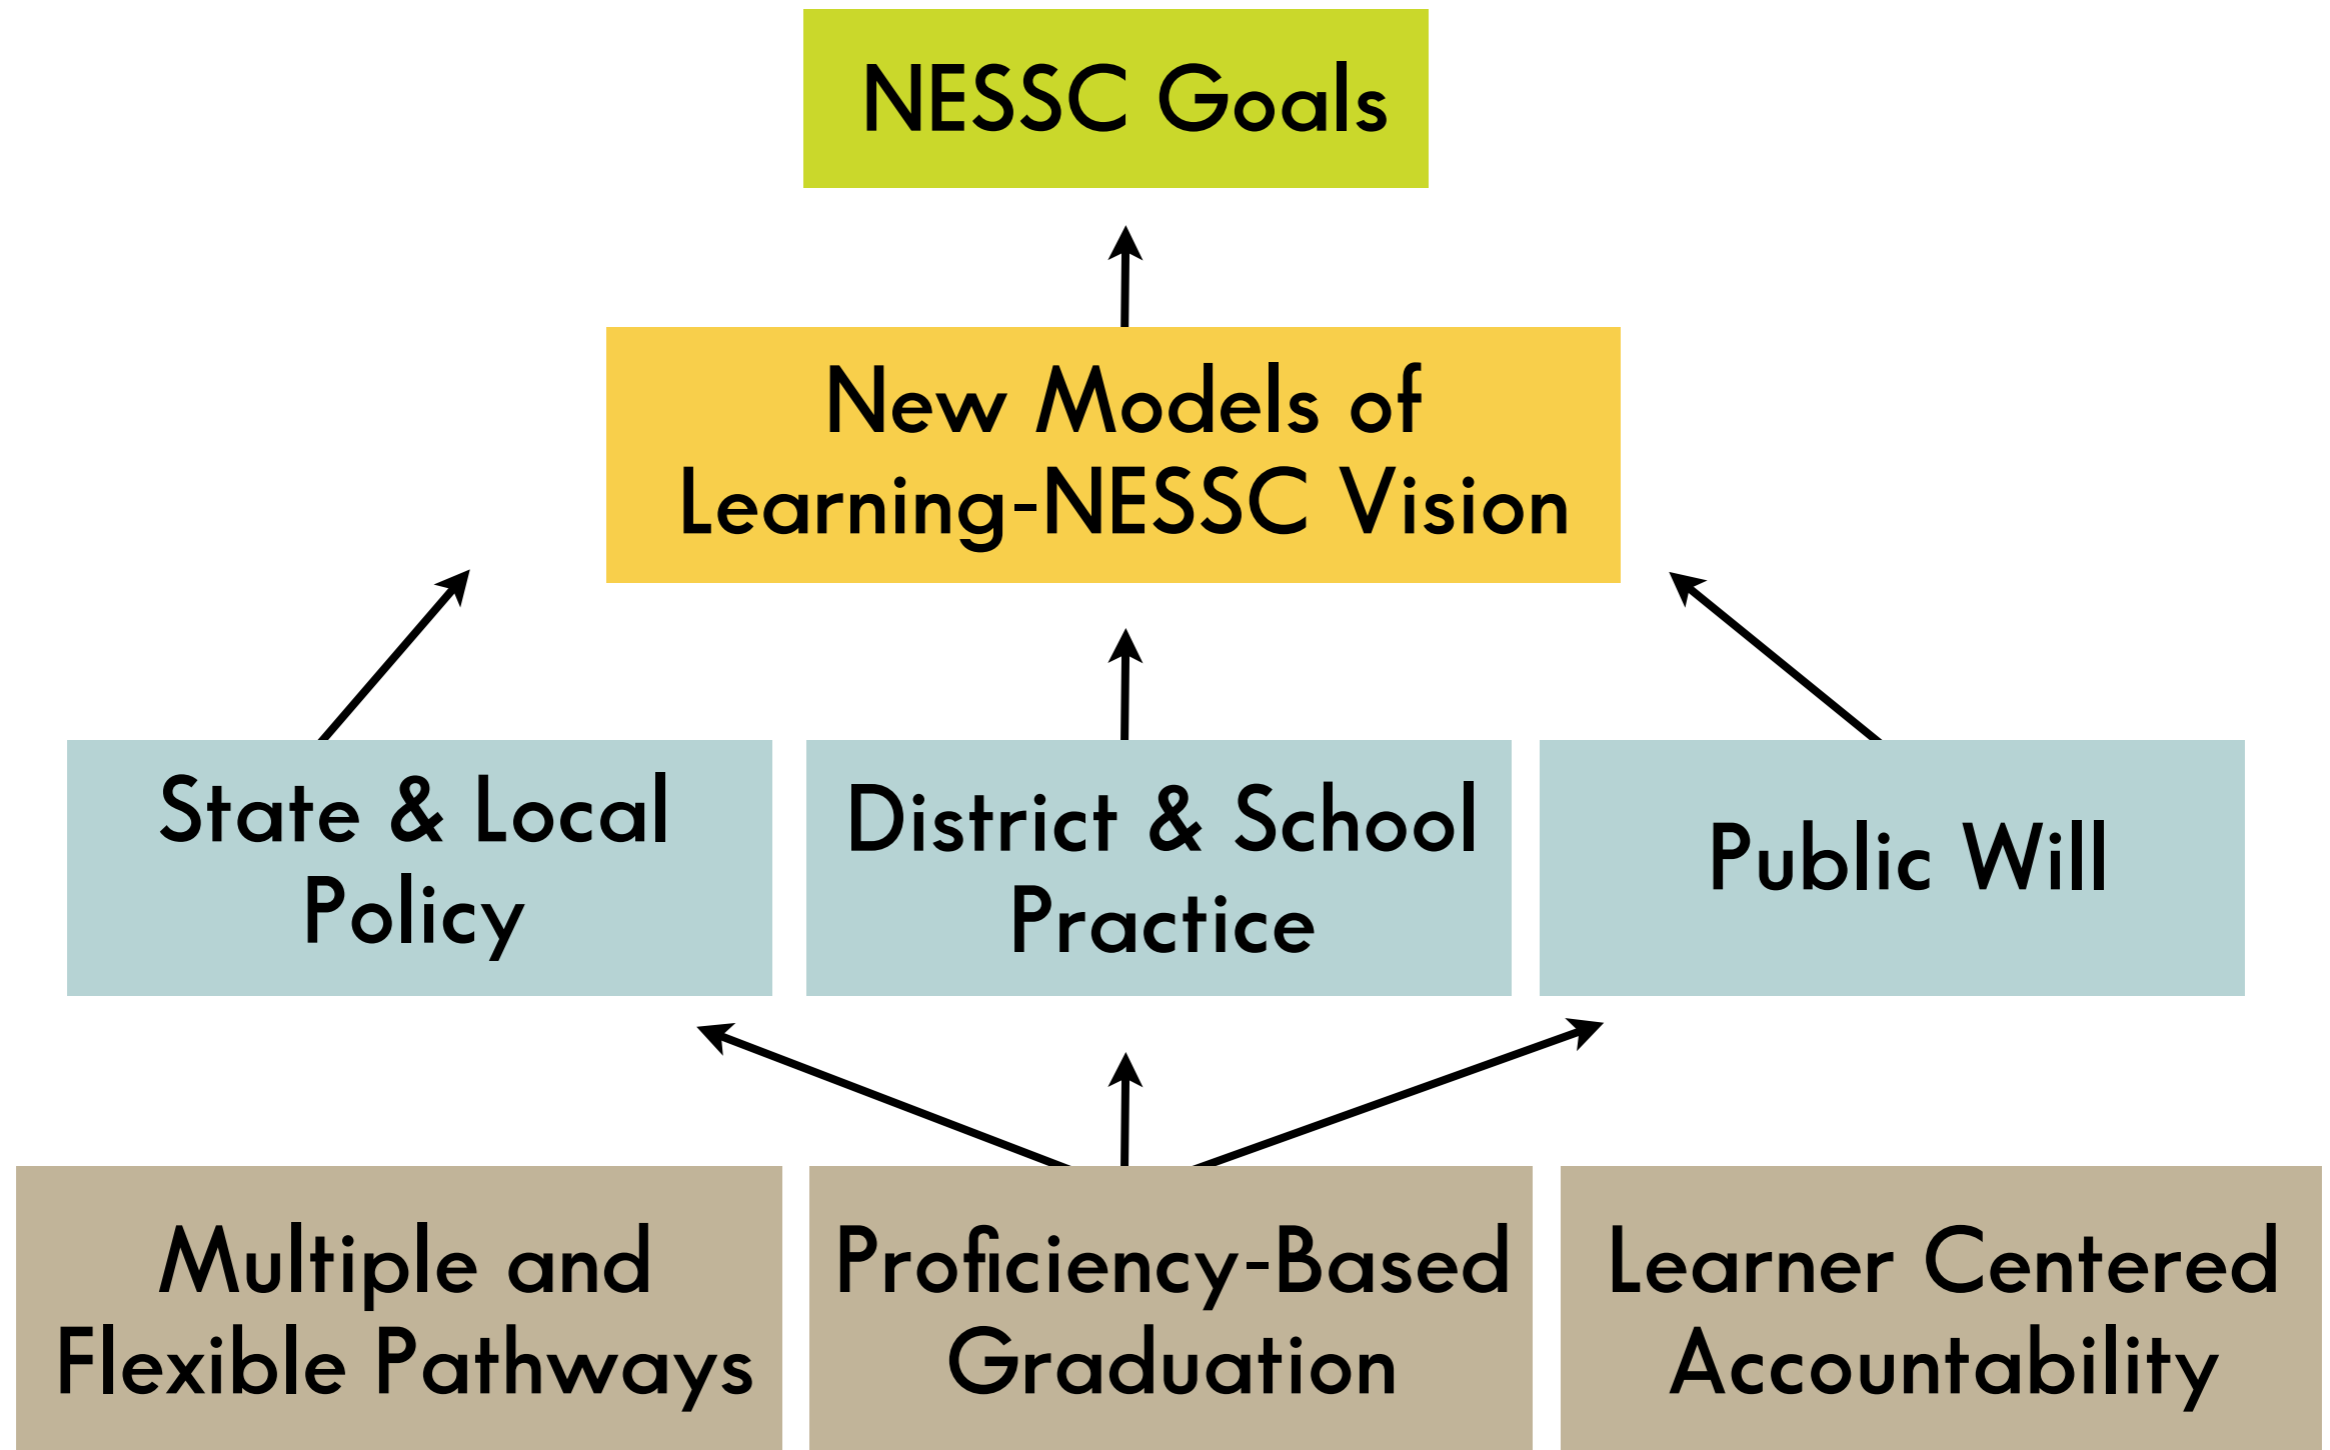 NESSC Goals
New Models of
Learning-NESSC Vision
State & Local
Policy
District & School
Practice
Public Will
Multiple and
Flexible Pathways
Proficiency-Based
Graduation
Learner Centered
Accountability